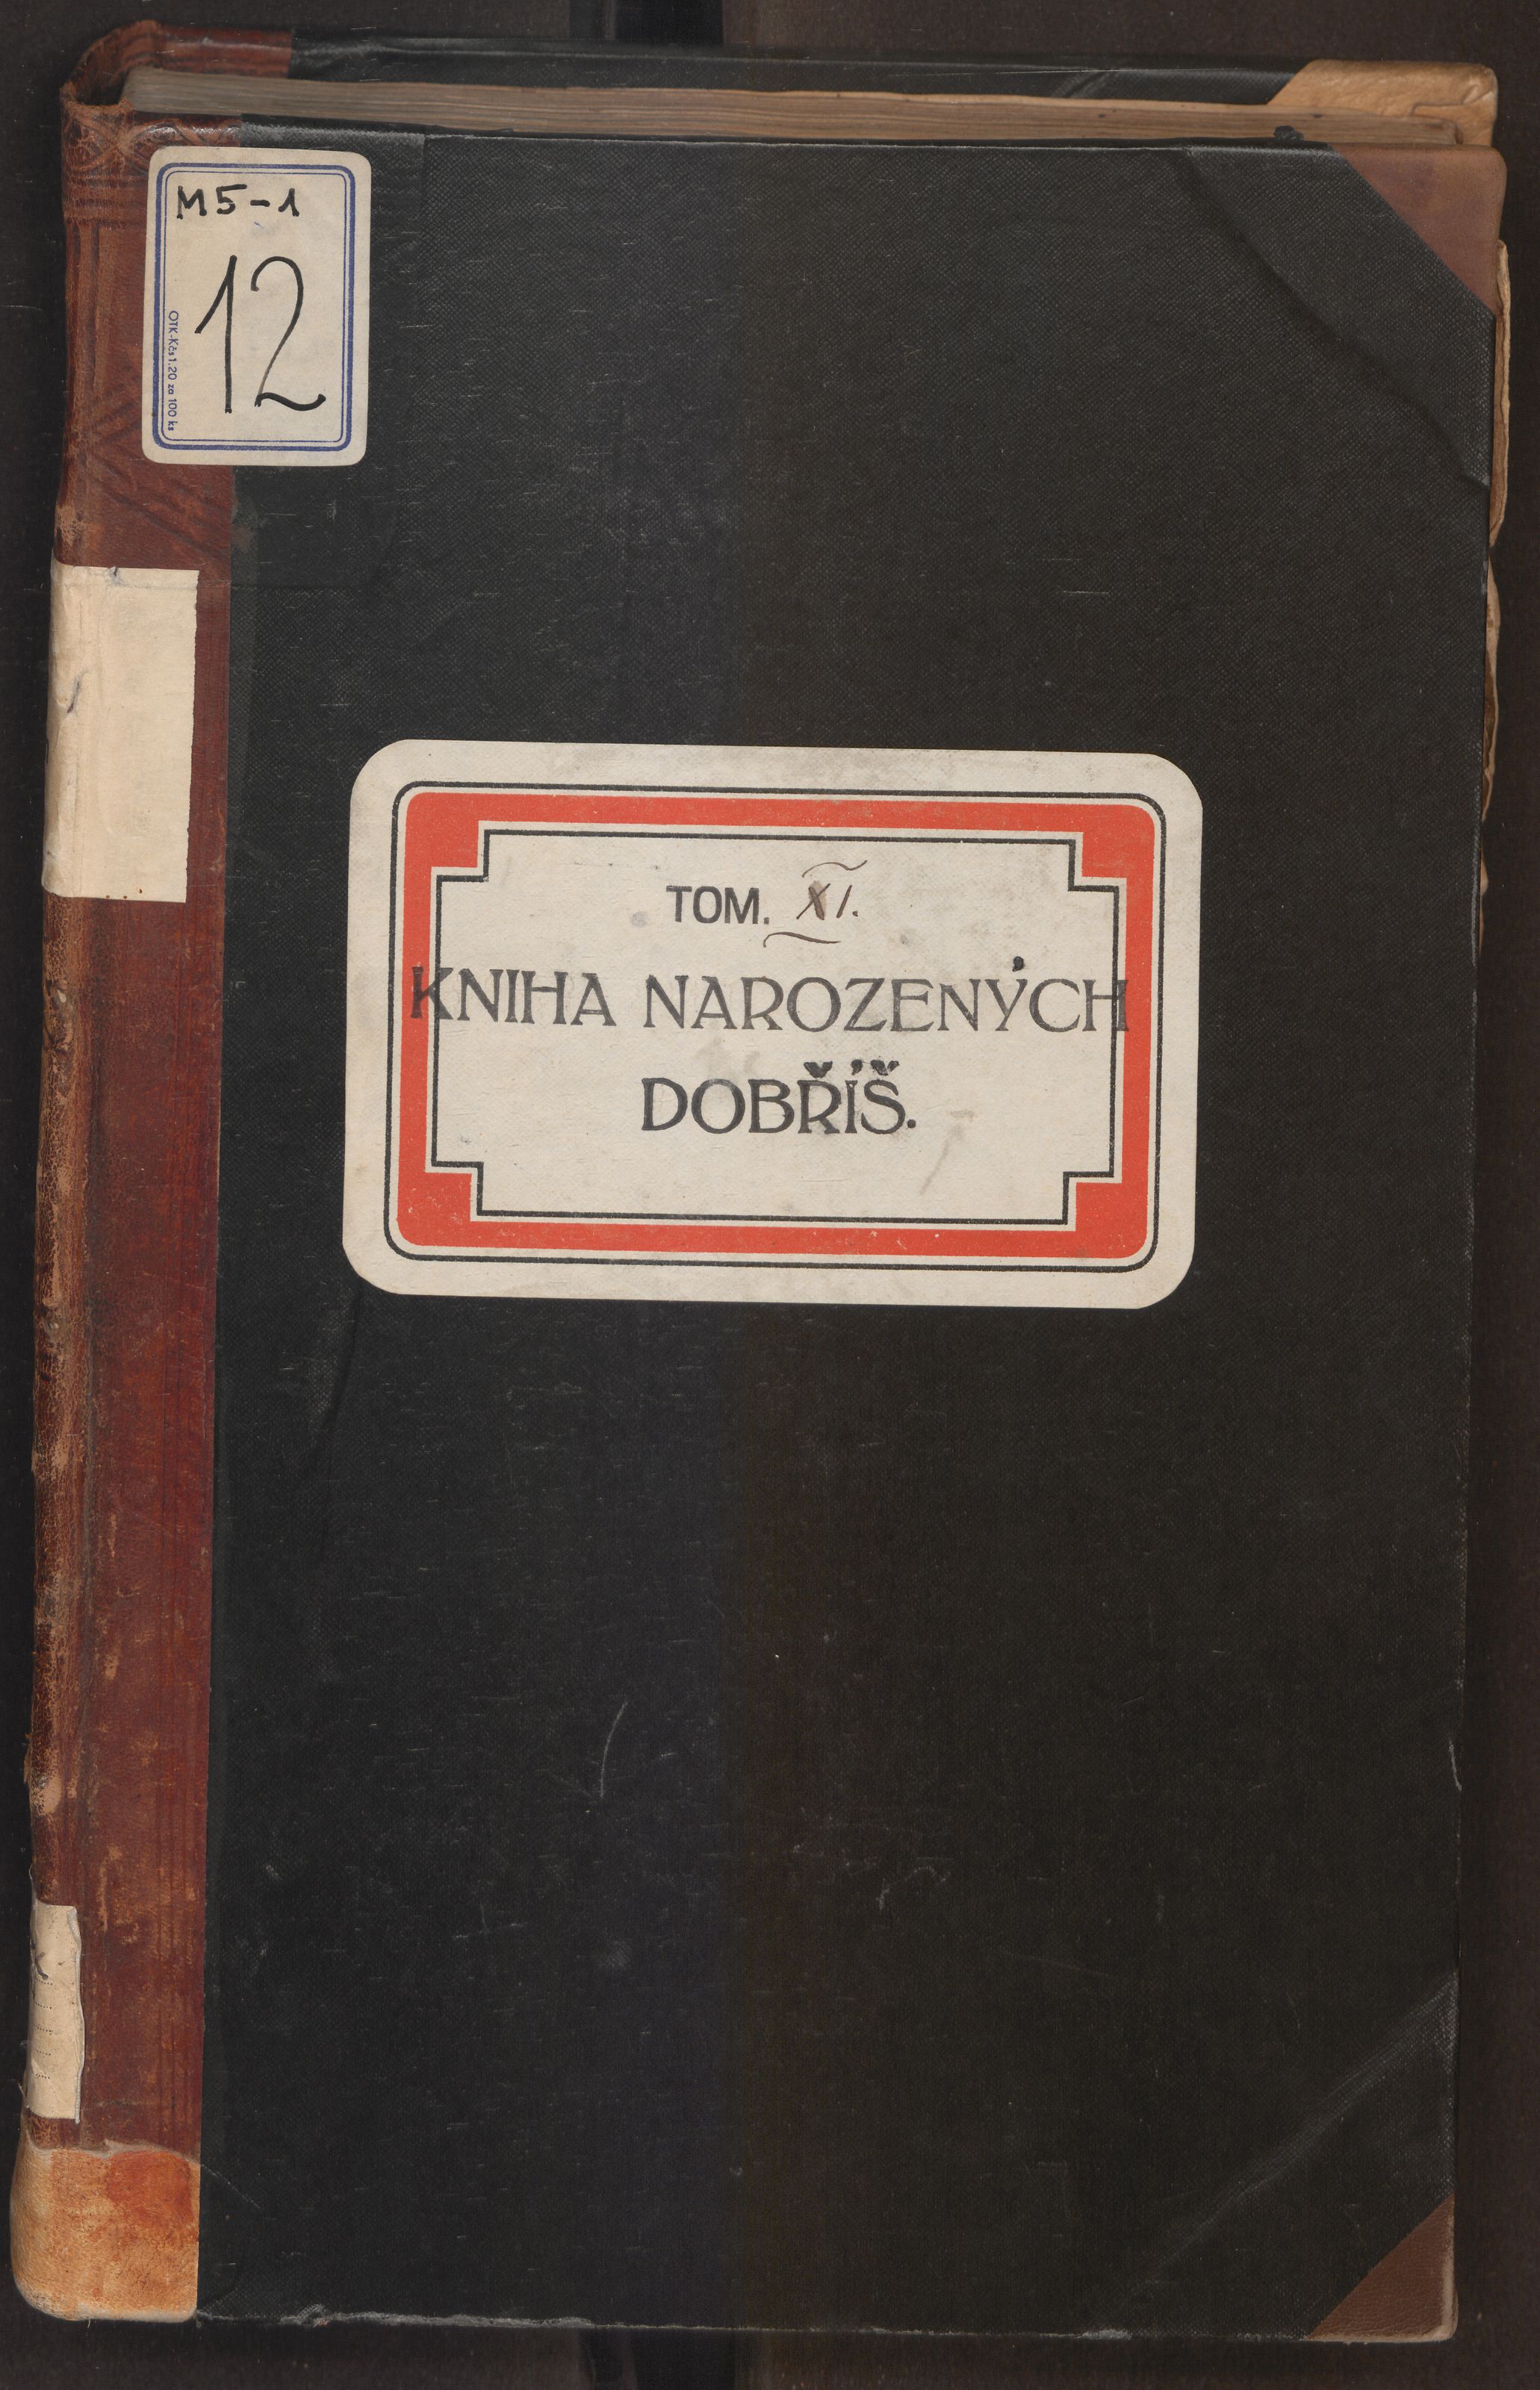 M5-1
12
OTK-Kčs 1.20 za 100 ks
TOM. XI.
KNIHA NAROZENÝCH
DOBŘÍŠ.